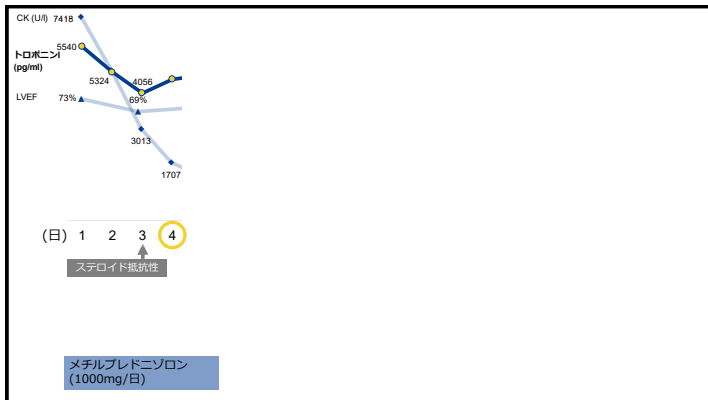 CK (U/l) 7418
トロポニンI 5540
(pg/ml)
5324 4056
LVEF 73% 69%
3013
1707
(日) 1 2 3 4
ステロイド抵抗性
メチルプレドニゾロン
(1000mg/日)